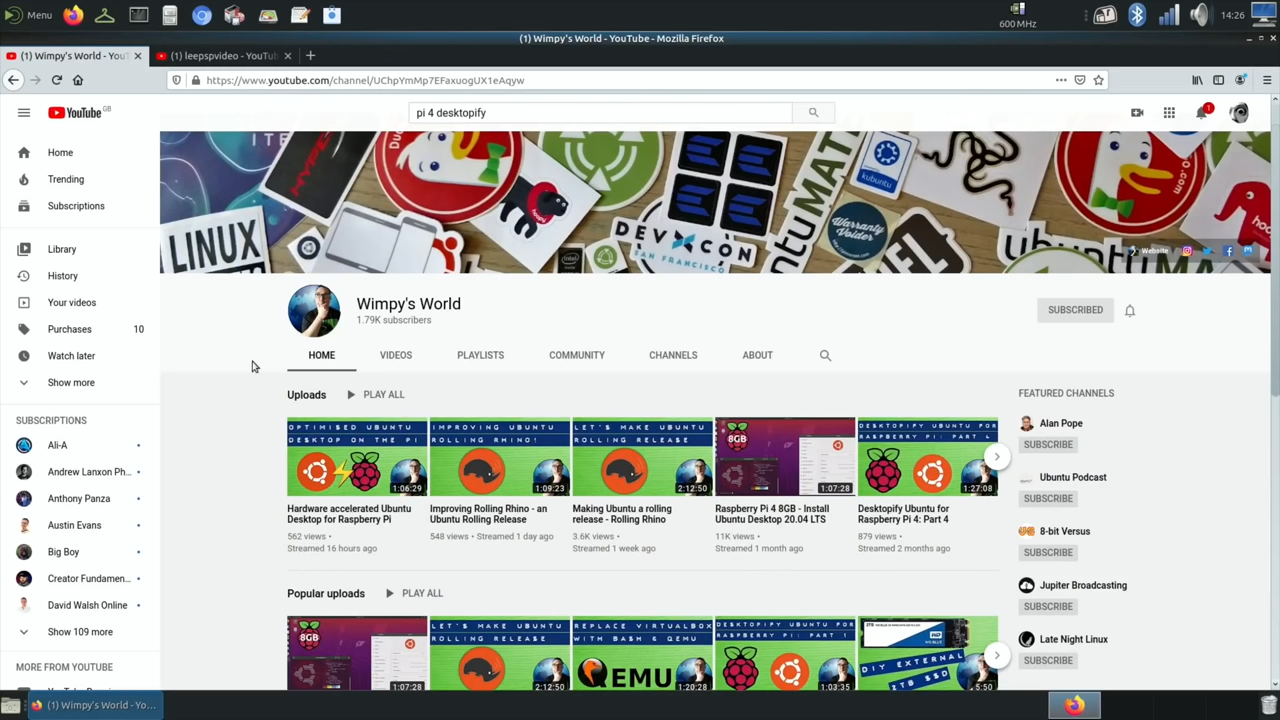 Menu
600 MHz
14:26
(1) Wimpy's World - YouTube - Mozilla Firefox
(1) Wimpy's World - YouT
(1) leepspvideo - YouTub
https://www.youtube.com/channel/UChpYmMp7EFaxuogUX1eAqyw
YouTube GB
pi 4 desktopify
1
Home
Trending
Subscriptions
Library
History
Your videos
Purchases 10
Watch later
Show more
SUBSCRIPTIONS
Ali-A
Andrew Lanxon Ph...
Anthony Panza
Austin Evans
Big Boy
Creator Fundamen...
David Walsh Online
Show 109 more
MORE FROM YOUTUBE
LINUX
DEVXCON
SAN FRANCISCO
kubuntu
Warranty
Voider
intel
Website
Wimpy's World
1.79K subscribers
SUBSCRIBED
HOME VIDEOS PLAYLISTS COMMUNITY CHANNELS ABOUT
Uploads PLAY ALL
OPTIMISED UBUNTU
DESKTOP ON THE PI
1:06:29
IMPROVING UBUNTU
ROLLING RHINO!
1:09:23
LET'S MAKE UBUNTU
ROLLING RELEASE
2:12:50
8GB
1:07:28
DESKTOPIFY UBUNTU FOR
RASPBERRY PI: PART 4
1:27:08
Hardware accelerated Ubuntu
Desktop for Raspberry Pi
562 views •
Streamed 16 hours ago
Improving Rolling Rhino - an
Ubuntu Rolling Release
548 views • Streamed 1 day ago
Making Ubuntu a rolling
release - Rolling Rhino
3.6K views •
Streamed 1 week ago
Raspberry Pi 4 8GB - Install
Ubuntu Desktop 20.04 LTS
11K views •
Streamed 1 month ago
Desktopify Ubuntu for
Raspberry Pi 4: Part 4
879 views •
Streamed 2 months ago
Popular uploads PLAY ALL
8GB
1:07:28
LET'S MAKE UBUNTU
ROLLING RELEASE
2:12:50
REPLACE VIRTUALBOX
WITH BASH & QEMU
QEMU
1:20:28
DESKTOPIFY UBUNTU FOR
RASPBERRY PI: PART 1
1:03:35
DIY EXTERNAL
2TB SSD
5:50
FEATURED CHANNELS
Alan Pope
SUBSCRIBE
Ubuntu Podcast
SUBSCRIBE
8-bit Versus
SUBSCRIBE
Jupiter Broadcasting
SUBSCRIBE
Late Night Linux
SUBSCRIBE
(1) Wimpy's World - Yo...